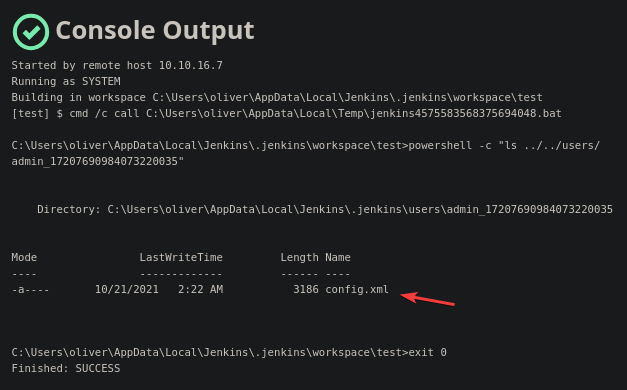 Console Output
Started by remote host 10.10.16.7
Running as SYSTEM
Building in workspace C:\Users\oliver\AppData\Local\Jenkins\.jenkins\workspace\test
[test] $ cmd /c call C:\Users\oliver\AppData\Local\Temp\jenkins4575583568375694048.bat
C:\Users\oliver\AppData\Local\Jenkins\.jenkins\workspace\test>powershell -c "ls ../../users/
admin_17207690984073220035"
Directory: C:\Users\oliver\AppData\Local\Jenkins\.jenkins\users\admin_17207690984073220035
Mode                LastWriteTime         Length Name
----                -------------         ------ ----
-a----       10/21/2021   2:22 AM           3186 config.xml
C:\Users\oliver\AppData\Local\Jenkins\.jenkins\workspace\test>exit 0
Finished: SUCCESS